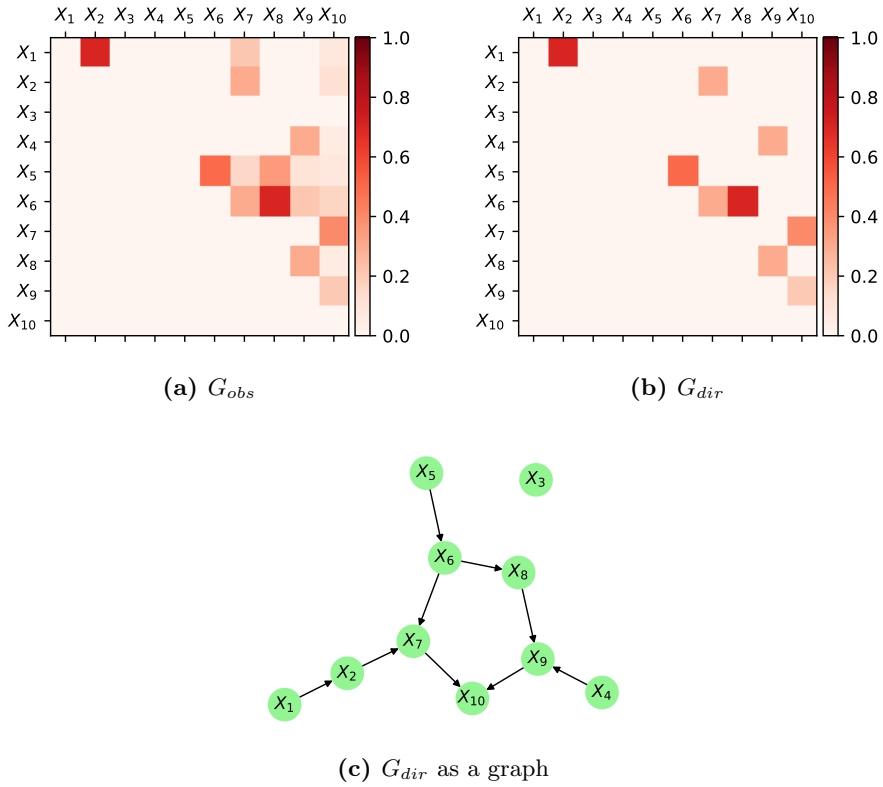 X₁ X₂ X₃ X₄ X₅ X₆ X₇ X₈ X₉ X₁₀
X₁
X₂
X₃
X₄
X₅
X₆
X₇
X₈
X₉
X₁₀
1.0
0.8
0.6
0.4
0.2
0.0
(a) G_obs
X₁ X₂ X₃ X₄ X₅ X₆ X₇ X₈ X₉ X₁₀
X₁
X₂
X₃
X₄
X₅
X₆
X₇
X₈
X₉
X₁₀
1.0
0.8
0.6
0.4
0.2
0.0
(b) G_dir
X₅
X₃
X₆
X₈
X₇
X₉
X₂
X₄
X₁₀
X₁
(c) G_dir as a graph